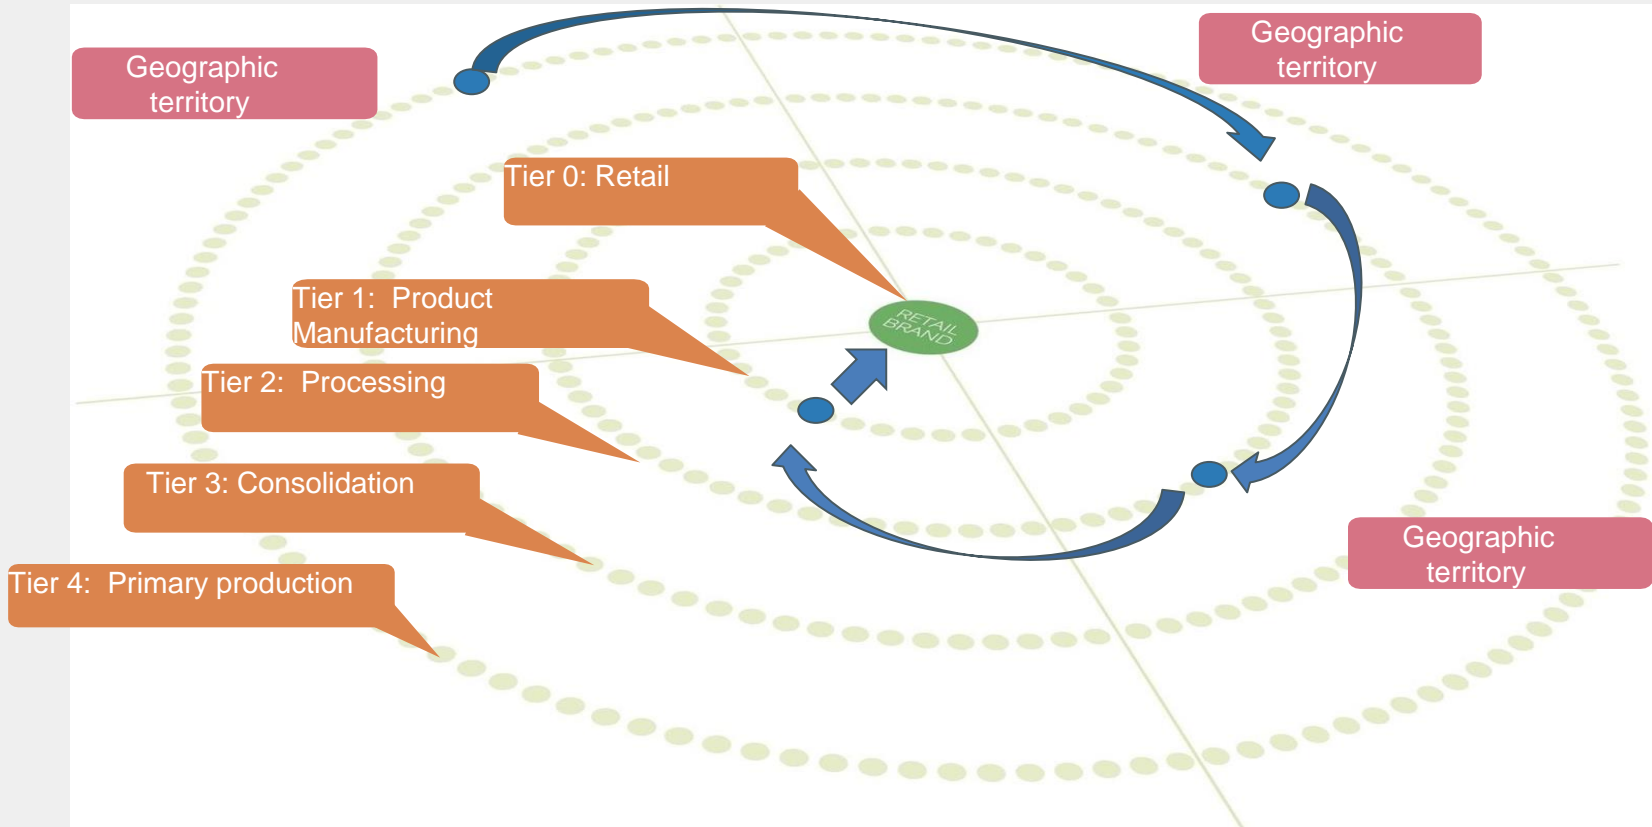 Geographic
territory
Geographic
territory
Tier 0: Retail
Tier 1:  Product
Manufacturing
RETAIL
BRAND
Tier 2:  Processing
Tier 3: Consolidation
Geographic
territory
Tier 4:  Primary production